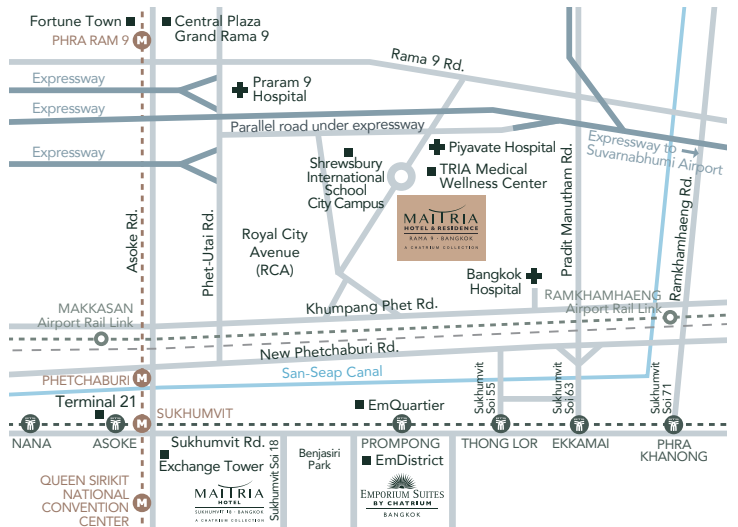 Fortune Town
Central Plaza
Grand Rama 9
PHRA RAM 9
M
Rama 9 Rd.
Expressway
Praram 9
Hospital
Expressway
Parallel road under expressway
Expressway to
Suvarnabhumi Airport
Piyavate Hospital
Expressway
Shrewsbury
International
School
City Campus
TRIA Medical
Wellness Center
Asoke Rd.
Phet-Utai Rd.
Pradit Manutham Rd.
Ramkhamhaeng Rd.
MAITRIA
HOTEL & RESIDENCE
RAMA 9 - BANGKOK
A CHATRIUM COLLECTION
Royal City
Avenue
(RCA)
Bangkok
Hospital
MAKKASAN
Airport Rail Link
Khumpang Phet Rd.
RAMKHAMHAENG
Airport Rail Link
New Phetchaburi Rd.
PHETCHABURI
M
San-Seap Canal
Sukhumvit
Soi 55
Sukhumvit
Soi 63
Sukhumvit
Soi 71
Terminal 21
M
SUKHUMVIT
EmQuartier
NANA
ASOKE
Sukhumvit Rd.
PROMPONG
THONG LOR
EKKAMAI
PHRA
KHANONG
Exchange Tower
Sukhumvit Soi 18
Benjasiri
Park
EmDistrict
QUEEN SIRIKIT
NATIONAL
CONVENTION
CENTER
M
MAITRIA
HOTEL
SUKHUMVIT 18 - BANGKOK
A CHATRIUM COLLECTION
EMPORIUM SUITES
BY CHATRIUM
BANGKOK